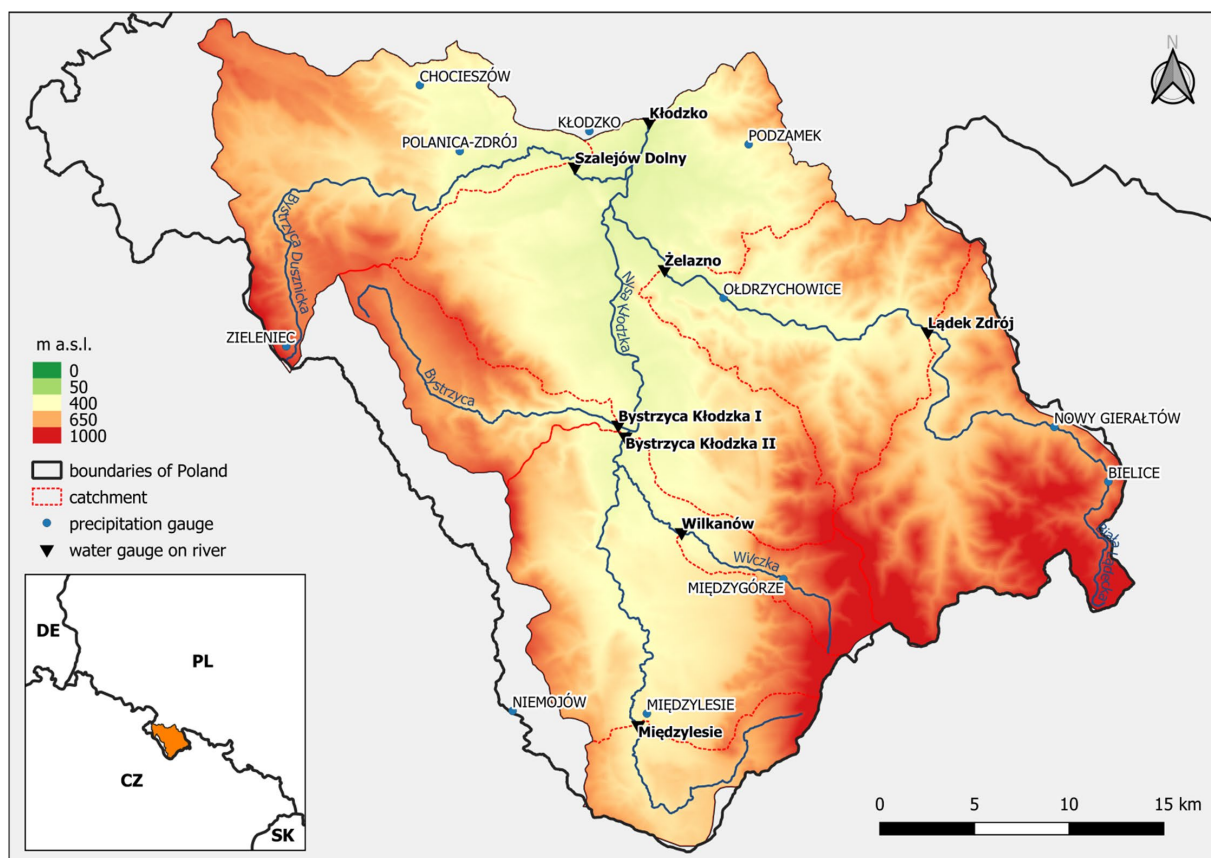 N
CHOCIESZÓW
KŁODZKO
Kłodzko
POLANICA-ZDRÓJ
PODZAMEK
Szalejów Dolny
Bystrzyca Dusznicka
Żelazno
Nysa Kłodzka
OŁDRZYCHOWICE
ZIELENIEC
Lądek Zdrój
Bystrzyca
Bystrzyca Kłodzka I
NOWY GIERAŁTÓW
Bystrzyca Kłodzka II
BIELICE
Wilkanów
Wilczka
MIĘDZYGÓRZE
NIEMOJÓW
MIĘDZYLESIE
Międzylesie
m a.s.l.
0
50
400
650
1000
boundaries of Poland
catchment
precipitation gauge
water gauge on river
DE
PL
CZ
SK
0 5 10 15 km